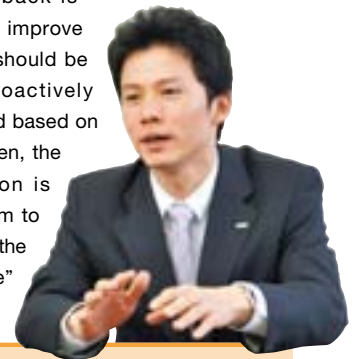 back is
improve
should be
oactively
d based on
en, the
on is
m to
the
e"